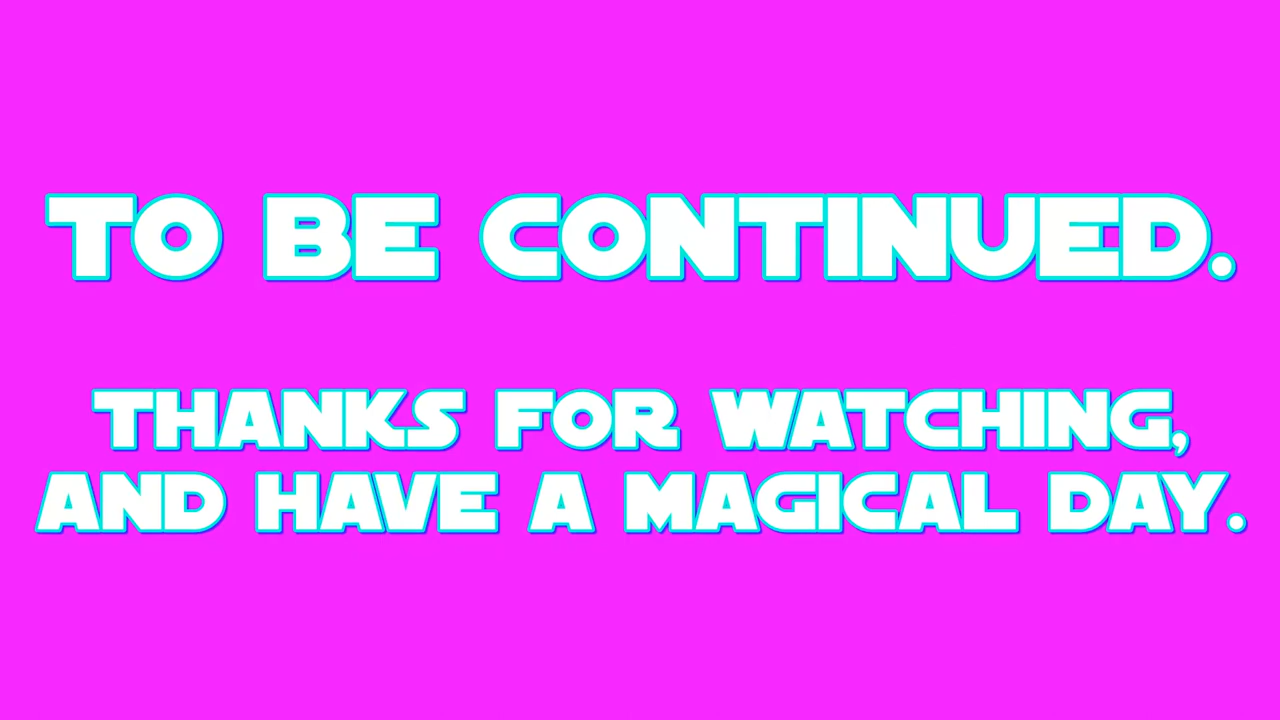 TO BE CONTINUED.
THANKS FOR WATCHING,
AND HAVE A MAGICAL DAY.